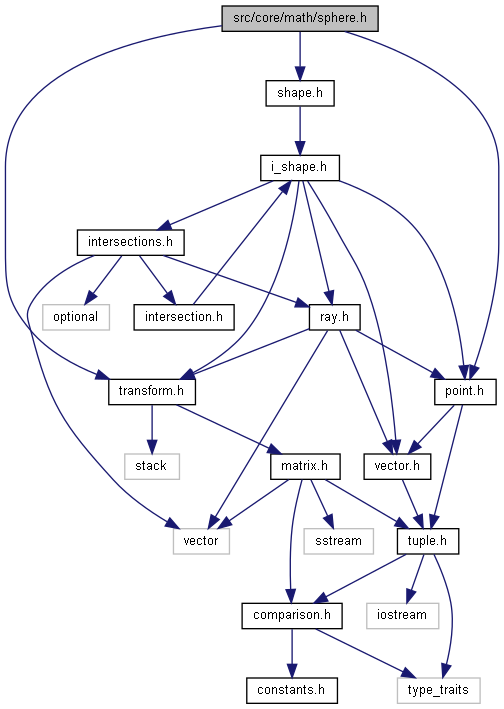 src/core/math/sphere.h
shape.h
i_shape.h
intersections.h
optional
intersection.h
ray.h
transform.h
point.h
stack
matrix.h
vector.h
vector
sstream
tuple.h
comparison.h
iostream
constants.h
type_traits